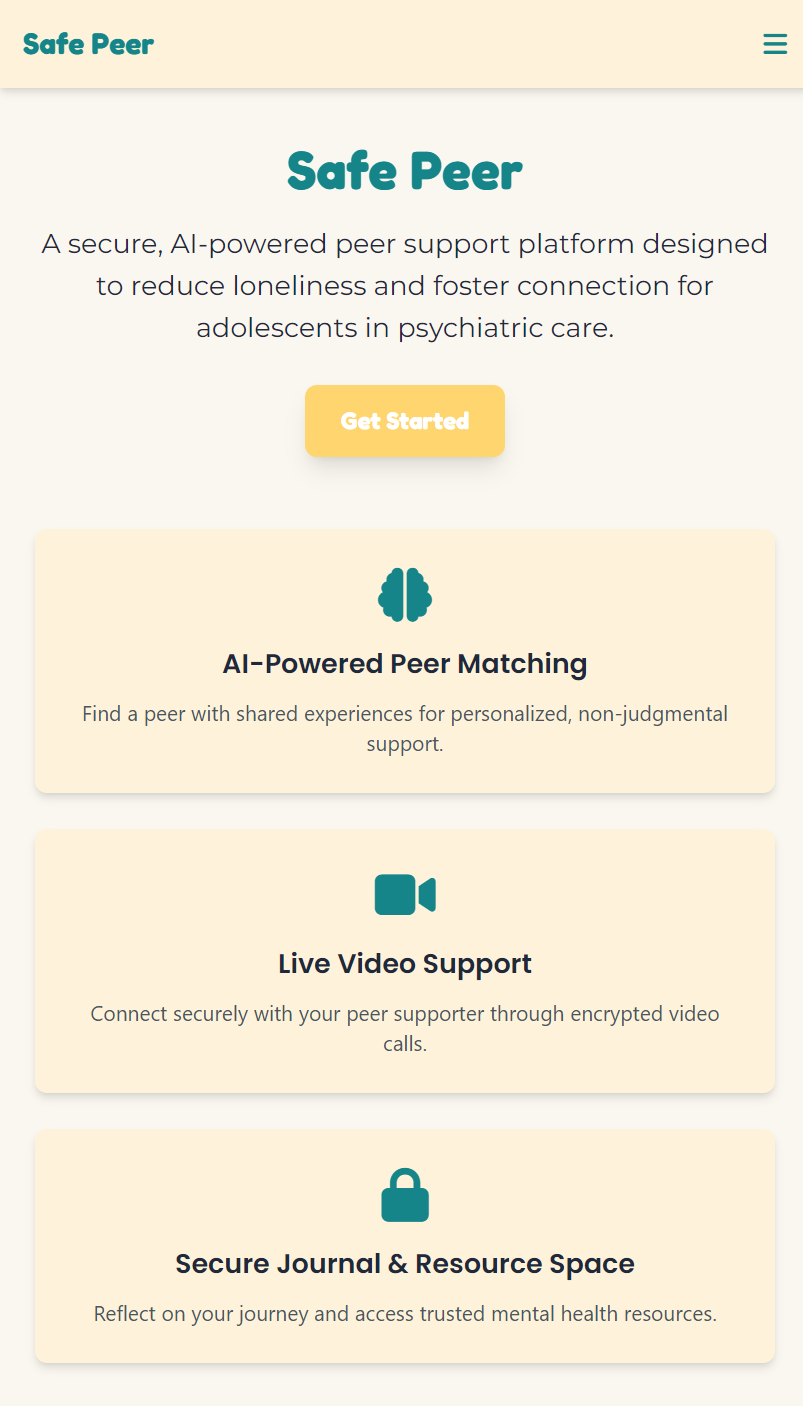 Safe Peer
Safe Peer
A secure, AI-powered peer support platform designed
to reduce loneliness and foster connection for
adolescents in psychiatric care.
Get Started
AI-Powered Peer Matching
Find a peer with shared experiences for personalized, non-judgmental
support.
Live Video Support
Connect securely with your peer supporter through encrypted video
calls.
Secure Journal & Resource Space
Reflect on your journey and access trusted mental health resources.